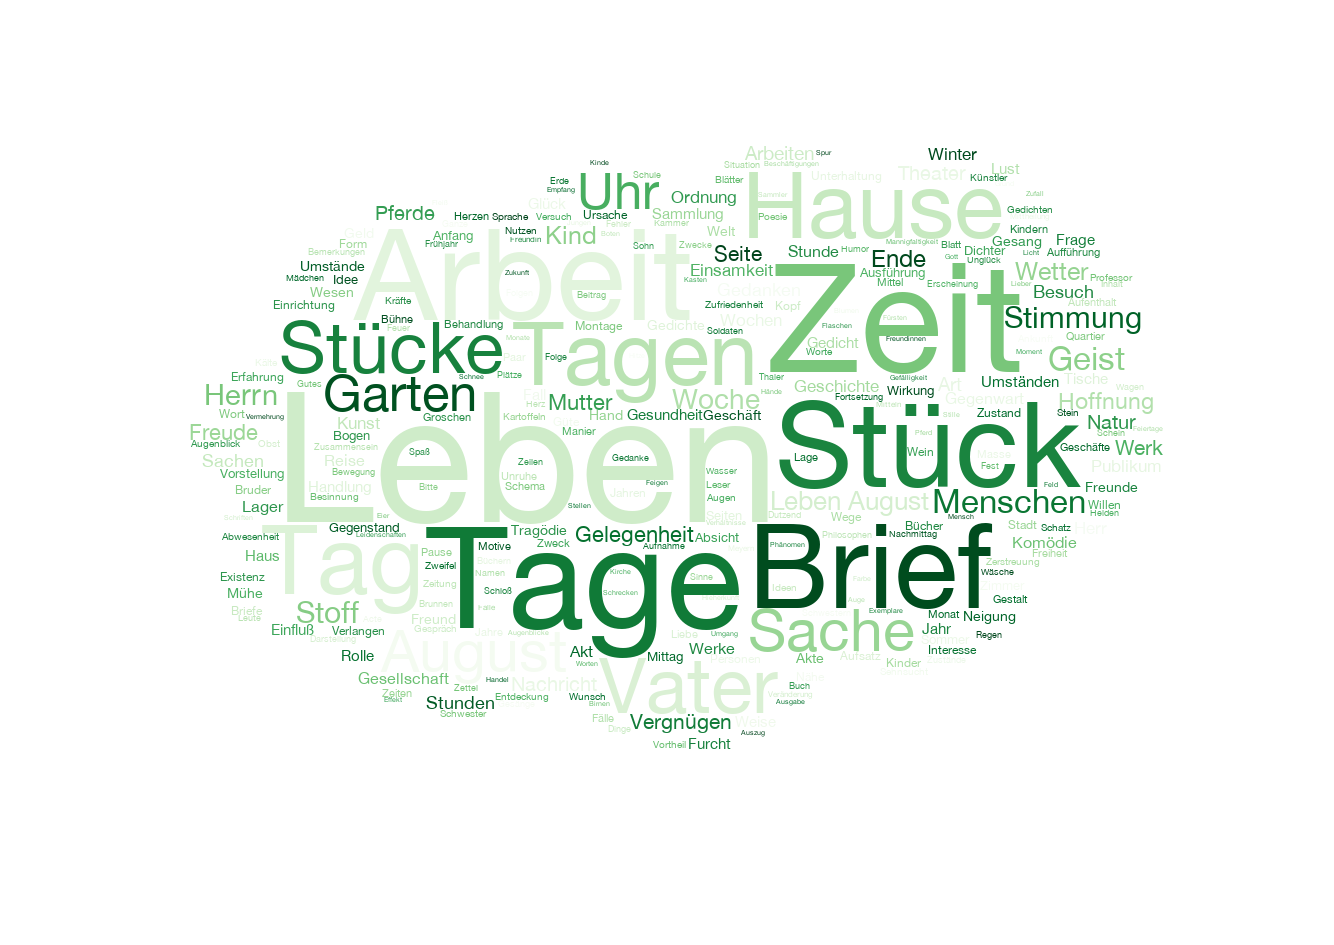 Kinde
Arbeiten
Spur
Winter
Situation
Beschäftigungen
Erde
Schule
Blätter
Unterhaltung
Theater
Lust
Künstler
Empfang
Uhr
Ordnung
Sammler
Hause
Zufall
Pferde
Herzen
Sprache
Versuch
Glück
Ursache
Sammlung
Poesie
Gedichten
Nutzen
Fehler
Kammer
Geld
Anfang
Freundin
Kind
Boten
Welt
Kindern
Form
Frühjahr
Arbeit
Sohn
Zwecke
Seite
Stunde
Humor
Mannigfaltigkeit
Blatt
Dichter
Gesang
Frage
Bemerkungen
Licht
Aufführung
Umstände
Zukunft
Einsamkeit
Ende
Gott
Unglück
Wetter
Mädchen
Idee
Kasten
Ausführung
Mittel
Erscheinung
Lieber
Professor
Inhalt
Wesen
Gedanken
Besuch
Einrichtung
Kräfte
Beitrag
Zufriedenheit
Kopf
Zeit
Aufenthalt
Bühne
Feuer
Behandlung
Montage
Gedichte
Wochen
Fürsten
Stimmung
Stücke
Monate
Tagen
Soldaten
Flaschen
Freundinnen
Quartier
Gedicht
Worte
Moment
Käfte
Paar
Folge
Geist
Erfahrung
Gutes
Schnee
Plätze
Thaler
Gefälligkeit
Umständen
Tische
Wagen
Herrn
Garten
Hände
Geschichte
Wirkung
Art
Vermehrung
Herz
Mutter
Woche
Fortsetzung
Gegenwart
Hoffnung
Wort
Groschen
Kartoffeln
Hand
Gesundheit
Geschäft
Stille
Zustand
Stein
Natur
Freude
Kunst
Bogen
Manier
Pferd
Schein
Feiertage
Augenblick
Obst
Zusammensein
Spaß
Wein
Geschäfte
Werk
Sachen
Reise
Leben
Zeilen
Gedanke
Lage
Masse
Stück
Fest
Publikum
Vorstellung
Bewegung
Unruhe
Wasser
Bruder
Handlung
Bitte
Schema
Feigen
Leser
Feld
Freunde
Besinnung
Jahren
Augen
Leben August
Menschen
Lager
Eier
Stellen
Seiten
Dutzend
Wege
Mensch
Willen
Helden
Gegenstand
Tragödie
Gelegenheit
Verhältnisse
Bücher
Stadt
Schatz
Herr
Abwesenheit
Leidenschaften
Absicht
Philosophen
Nachmittag
Komödie
Haus
Tag
Pause
Motive
Zweck
Aufnahme
Phänomen
Brief
Freiheit
Zweifel
Namen
Zerstreuung
Existenz
Kirche
Sinne
Wäsche
Mühe
Zeitung
Schloß
Tage
Schrecken
Ideen
Auge
Gestalt
Briefe
Leute
Stoff
Brunnen
Fälle
Exemplare
Monat
Neigung
Freund
Einfluß
Verlangen
Gespräch
Jahre
Augenblicke
Liebe
Umgang
Sache
Jahr
Regen
Darstellung
Rolle
August
Akt
Mittag
Werke
Interesse
Worten
Personen
Akte
Aufsatz
Kinder
Gesellschaft
Zettel
Handel
Nachricht
Vater
Buch
Zeiten
Effekt
Stunden
Entdeckung
Wunsch
Birnen
Veränderung
Ausgabe
Schwester
Fälle
Vergnügen
Weise
Dinge
Auszug
Vortheil
Furcht